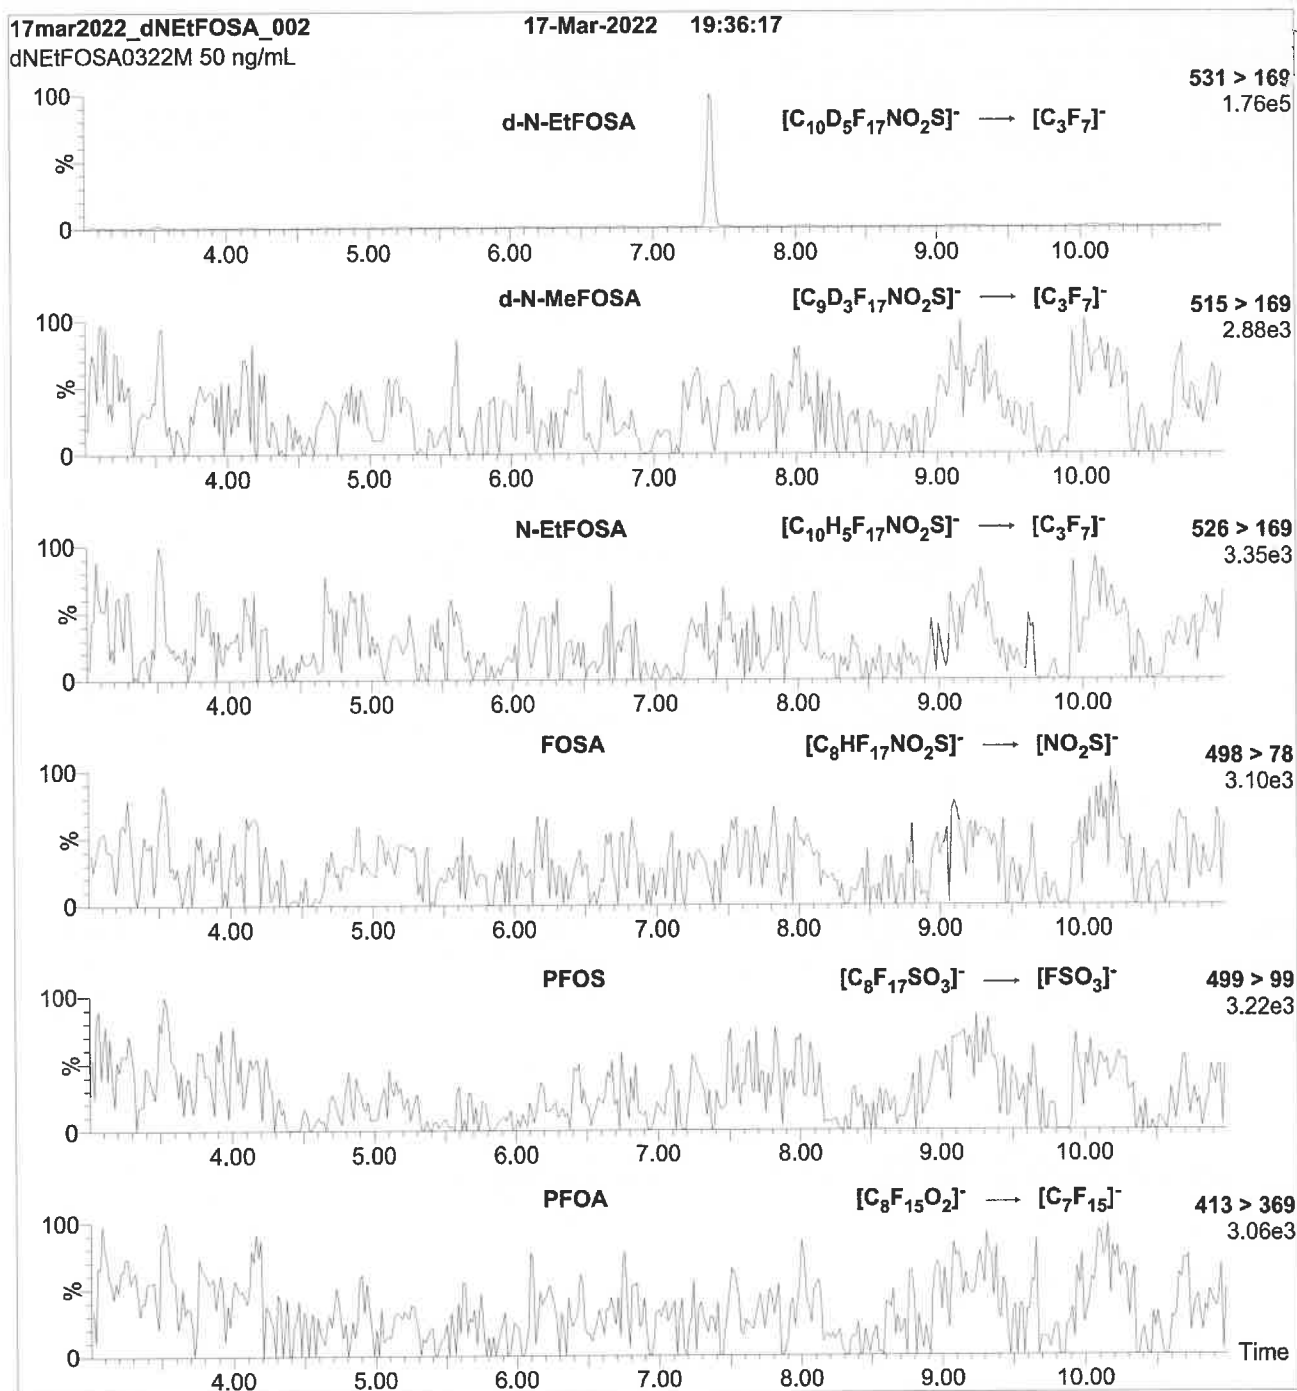 17mar2022_dNEtFOSA_002 17-Mar-2022 19:36:17
dNEtFOSA0322M 50 ng/mL
531 > 169
1.76e5
d-N-EtFOSA [C₁₀D₅F₁₇NO₂S]⁻ → [C₃F₇]⁻
100
%
0
4.00 5.00 6.00 7.00 8.00 9.00 10.00
d-N-MeFOSA [C₉D₃F₁₇NO₂S]⁻ → [C₃F₇]⁻ 515 > 169
2.88e3
100
%
0
4.00 5.00 6.00 7.00 8.00 9.00 10.00
N-EtFOSA [C₁₀H₅F₁₇NO₂S]⁻ → [C₃F₇]⁻ 526 > 169
3.35e3
100
%
0
4.00 5.00 6.00 7.00 8.00 9.00 10.00
FOSA [C₈HF₁₇NO₂S]⁻ → [NO₂S]⁻ 498 > 78
3.10e3
100
%
0
4.00 5.00 6.00 7.00 8.00 9.00 10.00
PFOS [C₈F₁₇SO₃]⁻ → [FSO₃]⁻ 499 > 99
3.22e3
100
%
0
4.00 5.00 6.00 7.00 8.00 9.00 10.00
PFOA [C₈F₁₅O₂]⁻ → [C₇F₁₅]⁻ 413 > 369
3.06e3
100
%
0
Time
4.00 5.00 6.00 7.00 8.00 9.00 10.00